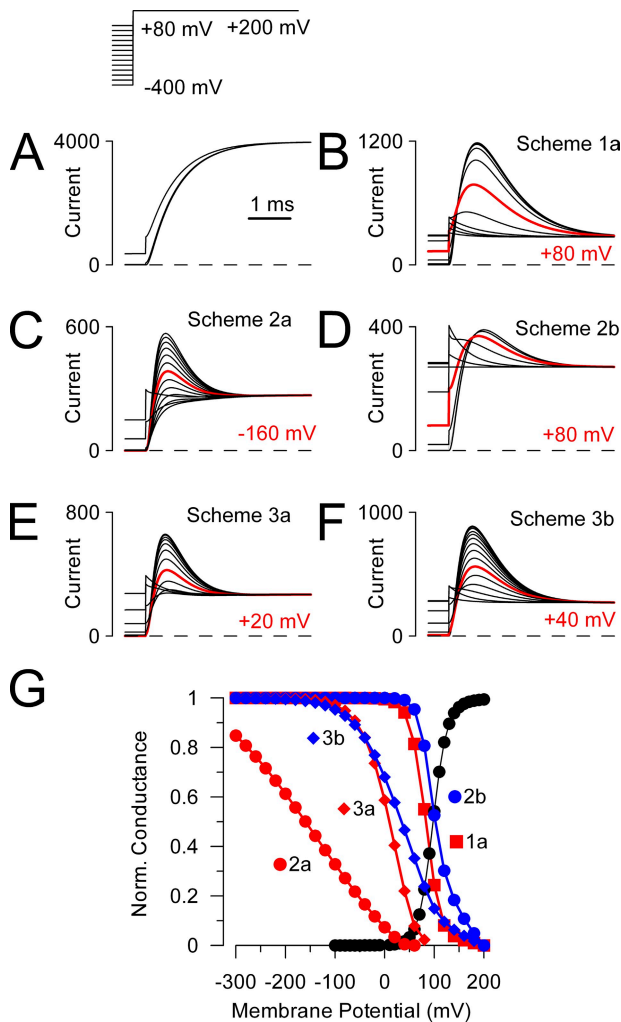 +80 mV +200 mV
-400 mV
A
4000
Current
0
1 ms
B
1200
Current
0
Scheme 1a
+80 mV
C
600
Current
0
Scheme 2a
-160 mV
D
400
Current
0
Scheme 2b
+80 mV
E
800
Current
0
Scheme 3a
+20 mV
F
1000
Current
0
Scheme 3b
+40 mV
G
Norm. Conductance
1
0.8
0.6
0.4
0.2
0
3b
3a
2a
2b
1a
-300 -200 -100 0 100 200
Membrane Potential (mV)